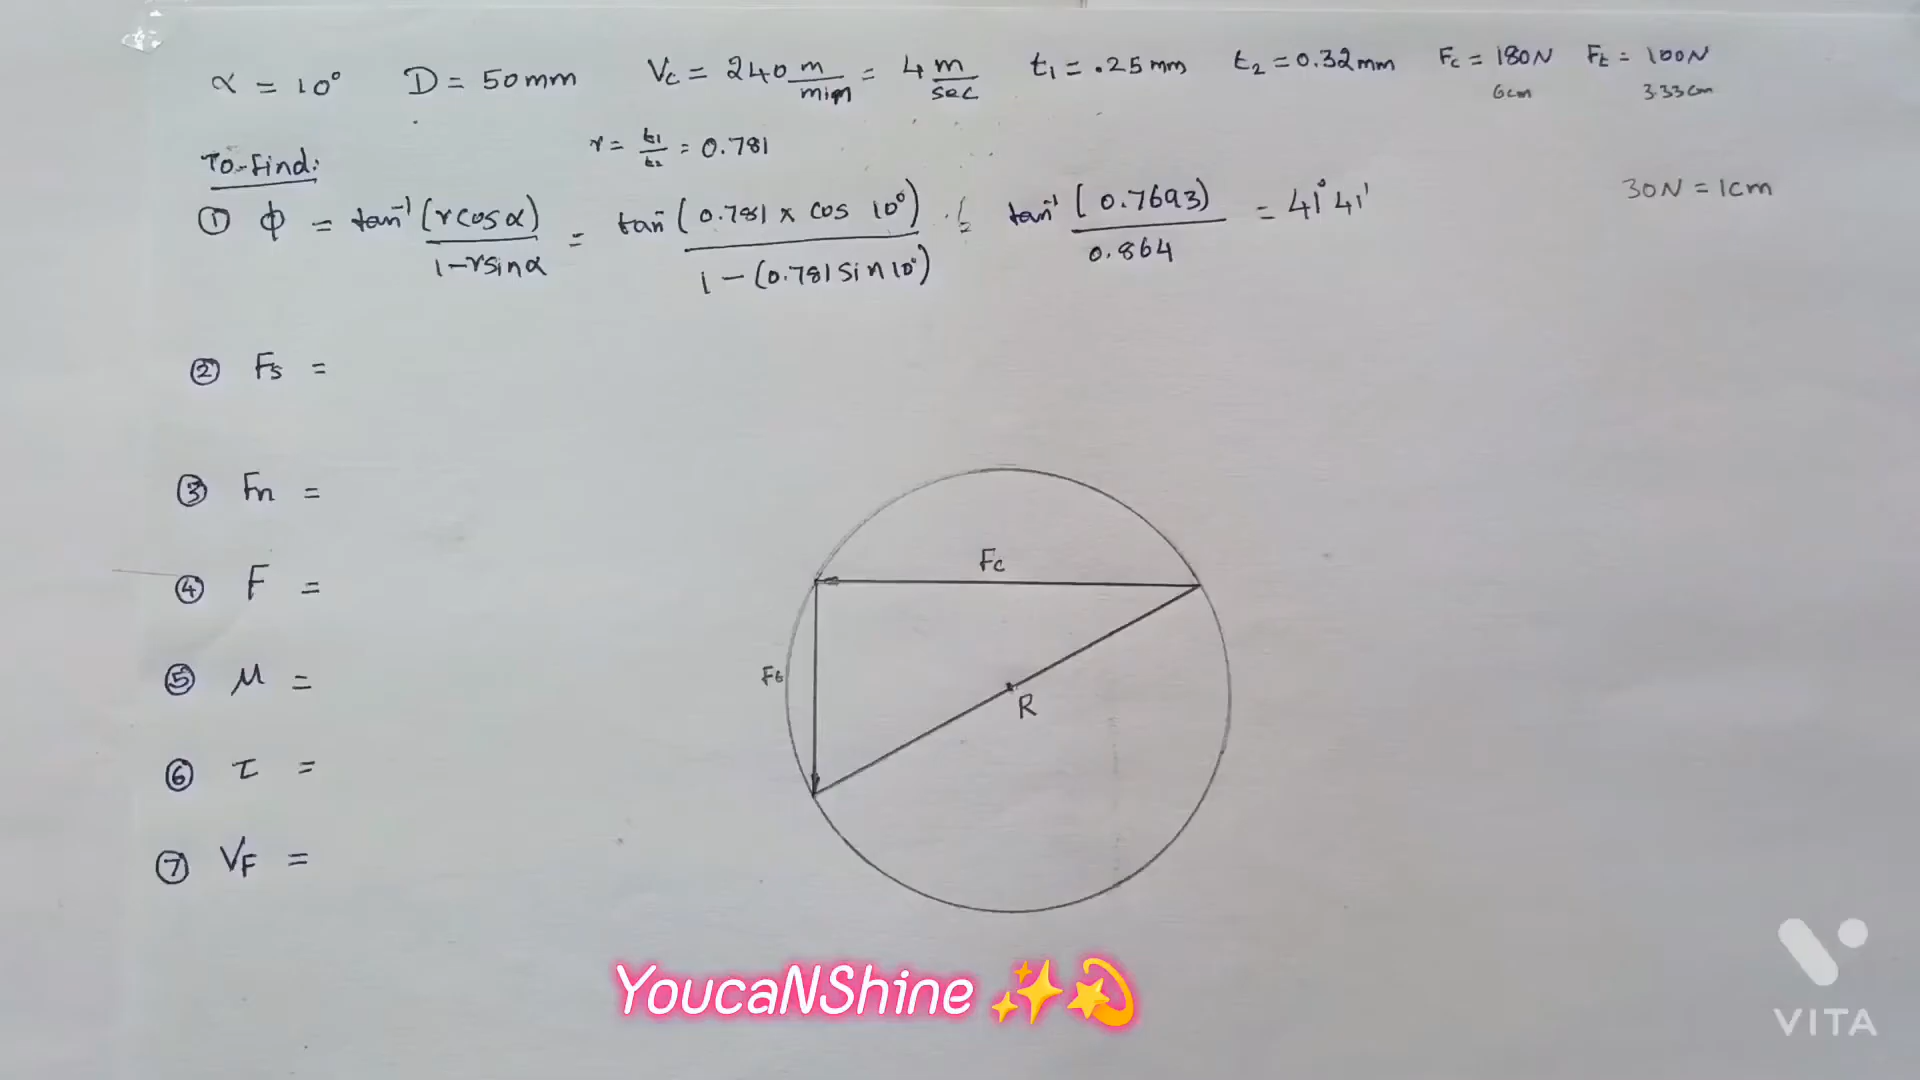 α = 10° D = 50mm Vc = 240 m/min = 4 m/sec t₁ = .25mm t₂ = 0.32mm Fc = 180N Ft = 100N
6cm 3.33cm
r = t₁/t₂ = 0.781
To-Find:
30N = 1cm
① ϕ = tan⁻¹ (r cos α)/(1-r sin α) = tan⁻ (0.781 x cos 10°)/(1 - (0.781 sin 10°)) tan⁻¹ (0.7693)/0.864 = 41° 41'
② Fs =
③ Fn =
④ F =
⑤ μ =
⑥ τ =
⑦ VF =
Fc
Ft
R
YoucaNShine
VITA